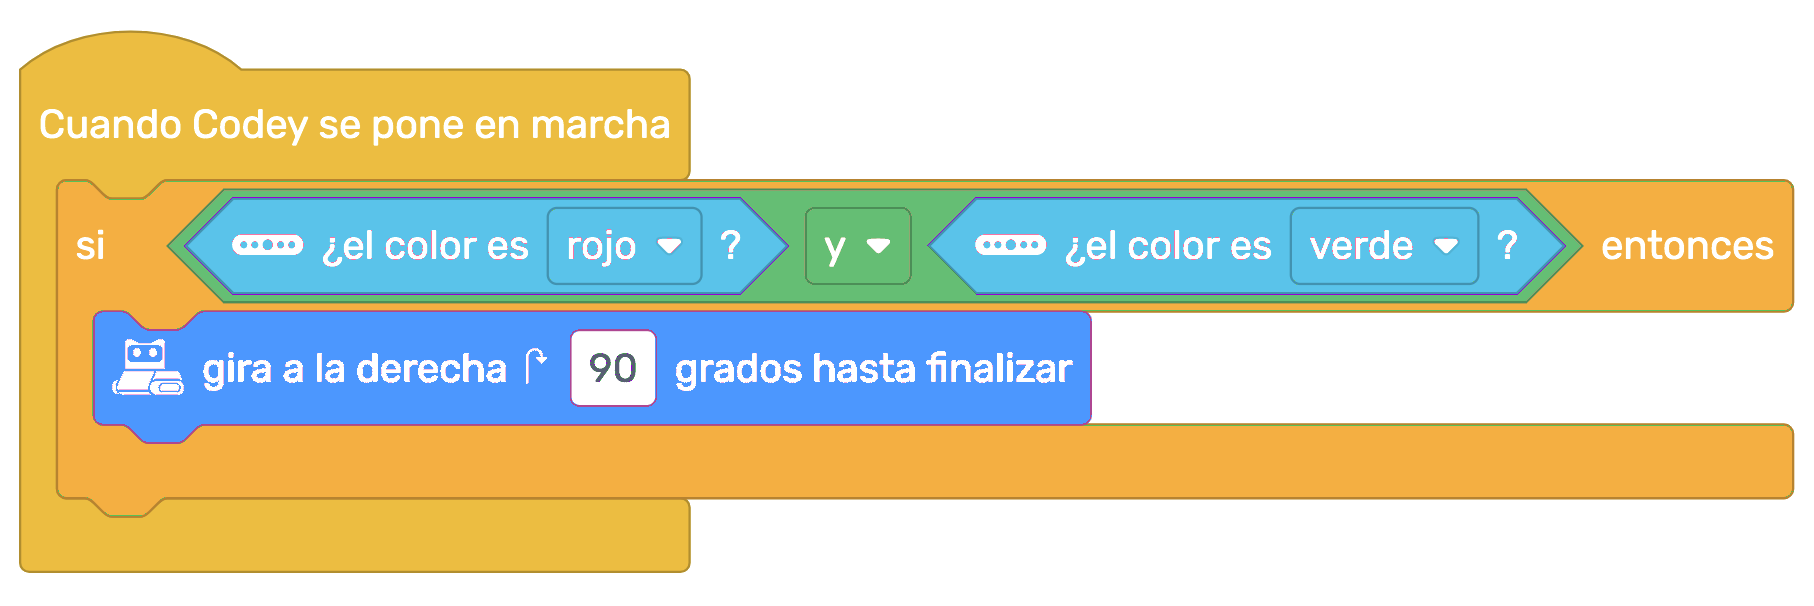 Cuando Codey se pone en marcha
si ¿el color es rojo ? y ¿el color es verde ? entonces
gira a la derecha 90 grados hasta finalizar